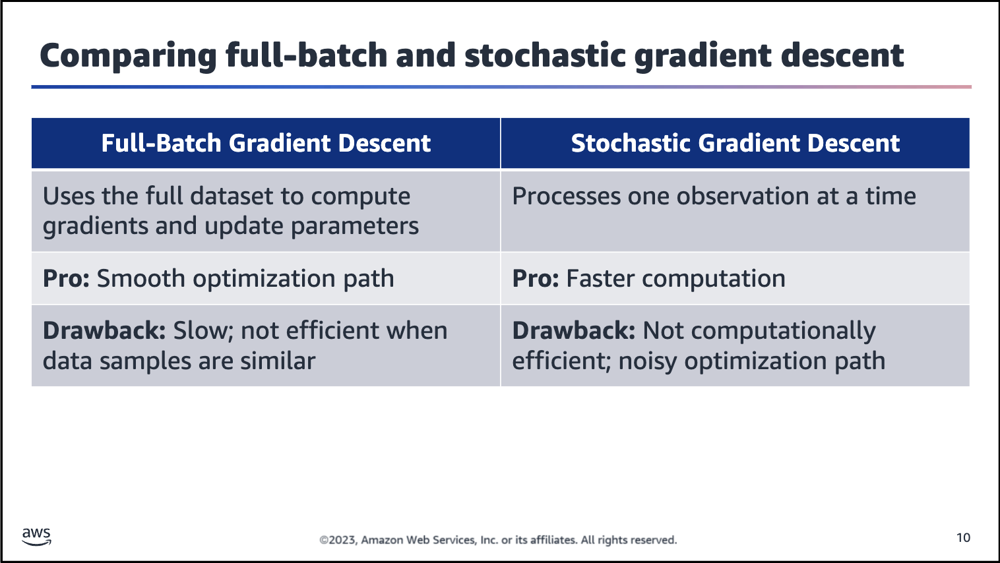 Comparing full-batch and stochastic gradient descent
Full-Batch Gradient Descent
Stochastic Gradient Descent
Uses the full dataset to compute
gradients and update parameters
Processes one observation at a time
Pro: Smooth optimization path
Pro: Faster computation
Drawback: Slow; not efficient when
data samples are similar
Drawback: Not computationally
efficient; noisy optimization path
aws
©2023, Amazon Web Services, Inc. or its affiliates. All rights reserved.
10